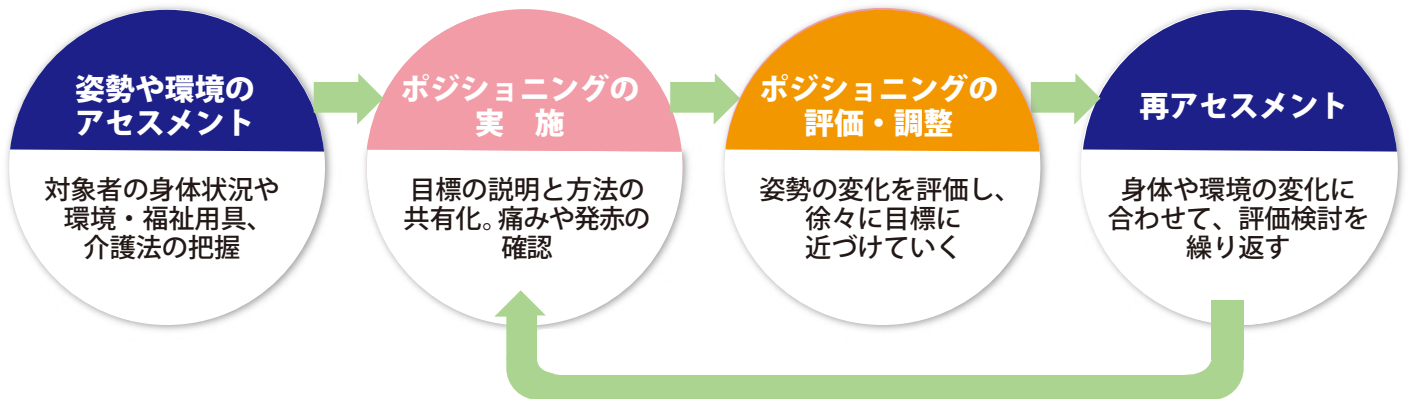 姿勢や環境の
アセスメント
対象者の身体状況や
環境・福祉用具、
介護法の把握
ポジショニングの
実　施
目標の説明と方法の
共有化。痛みや発赤の
確認
ポジショニングの
評価・調整
姿勢の変化を評価し、
徐々に目標に
近づけていく
再アセスメント
身体や環境の変化に
合わせて、評価検討を
繰り返す